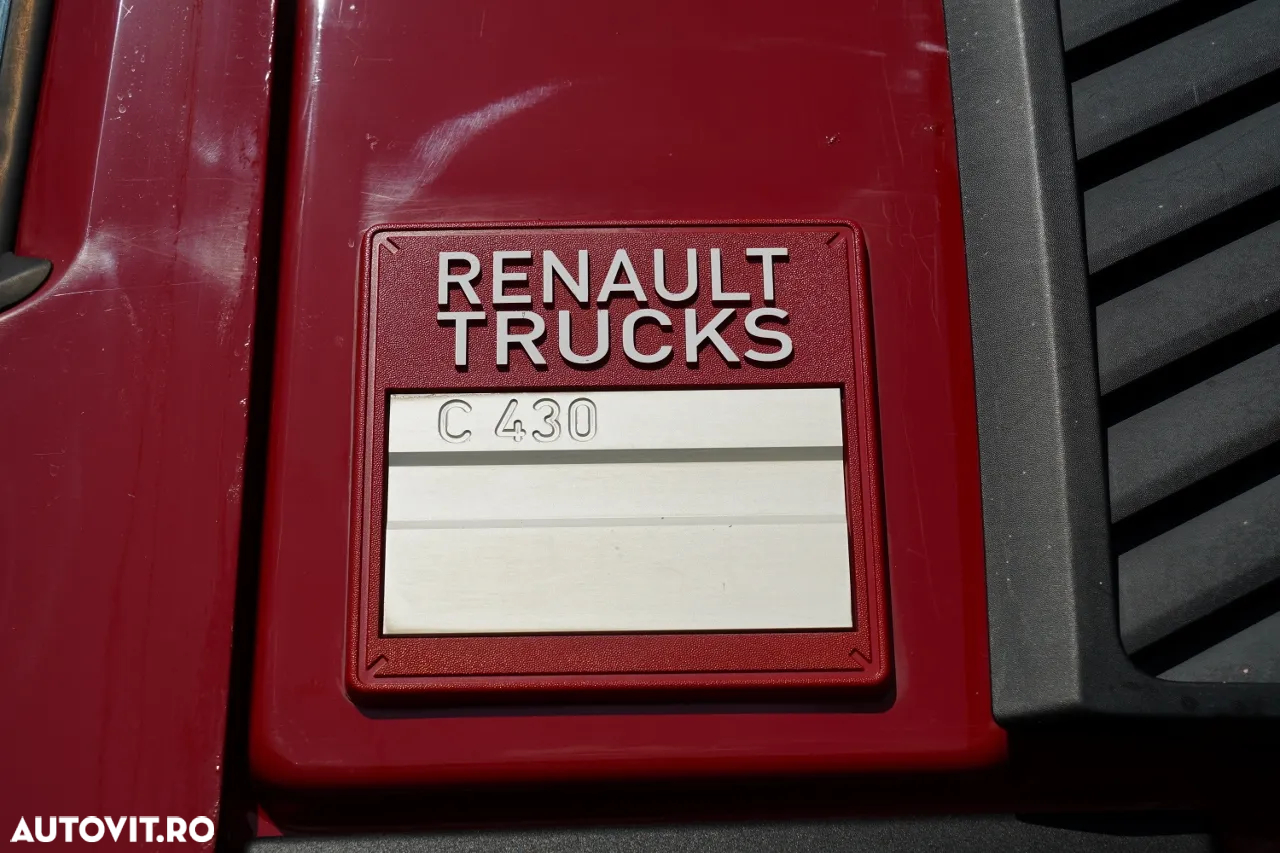 RENAULT
TRUCKS
C 430
AUTOVIT.RO